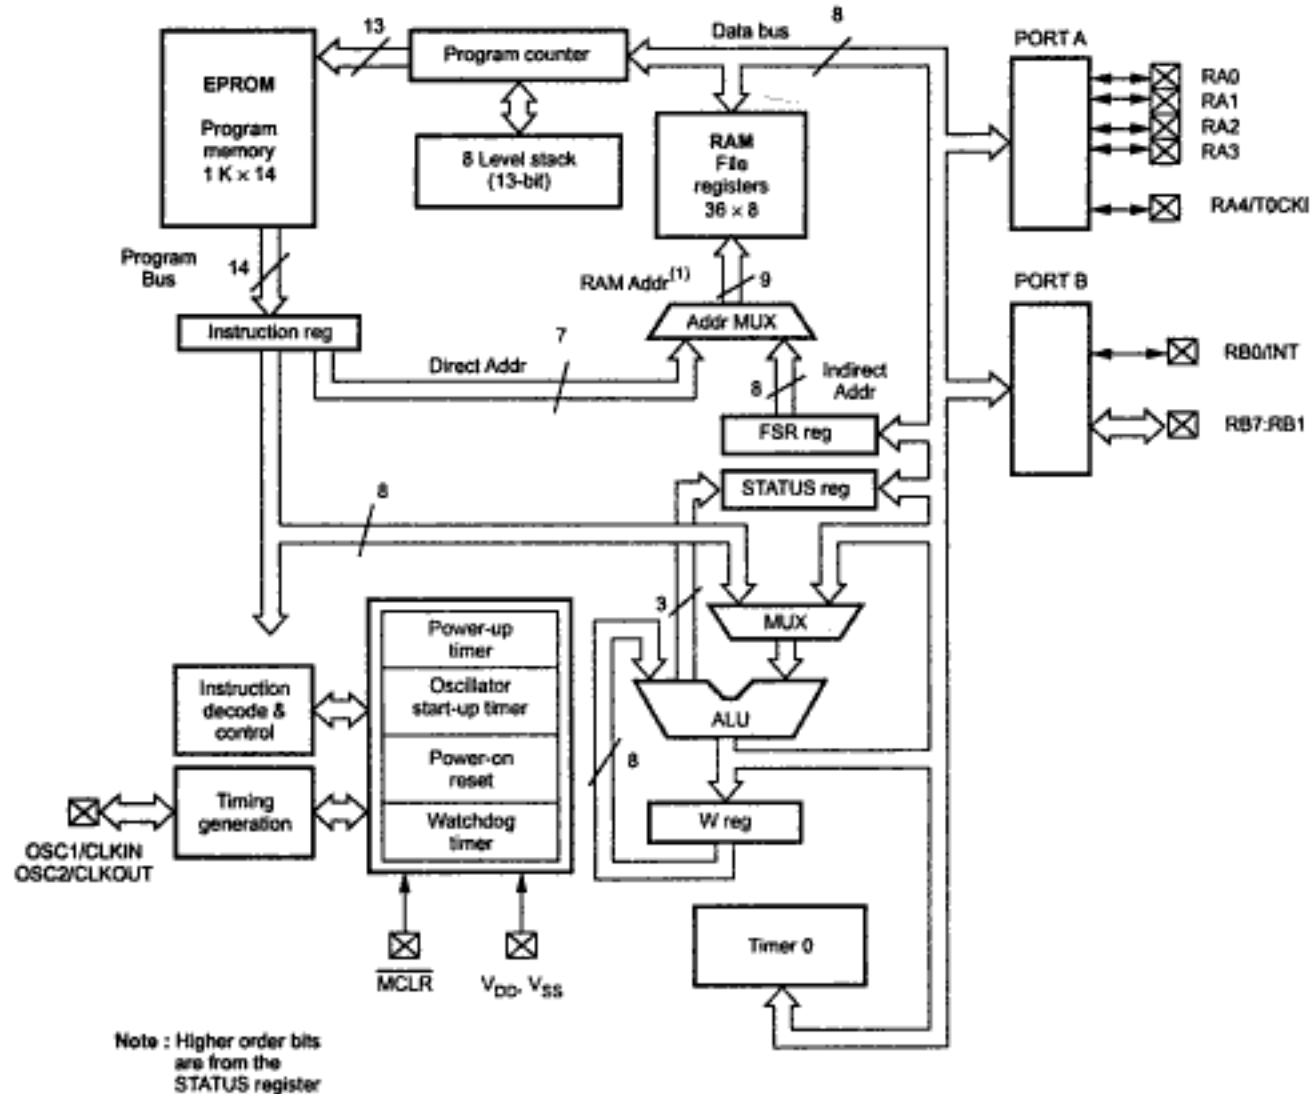 13
Data bus
8
EPROM
Program
memory
1 K × 14
Program counter
8 Level stack
(13-bit)
RAM
File
registers
36 × 8
PORT A
RA0
RA1
RA2
RA3
RA4/T0CKI
Program
Bus
14
RAM Addr(1)
9
PORT B
Instruction reg
Addr MUX
7
Direct Addr
8
Indirect
Addr
RB0/INT
RB7:RB1
FSR reg
STATUS reg
8
3
MUX
Power-up
timer
Oscillator
start-up timer
Power-on
reset
Watchdog
timer
Instruction
decode &
control
ALU
8
Timing
generation
W reg
OSC1/CLKIN
OSC2/CLKOUT
Timer 0
MCLR
VDD, VSS
Note : Higher order bits
are from the
STATUS register